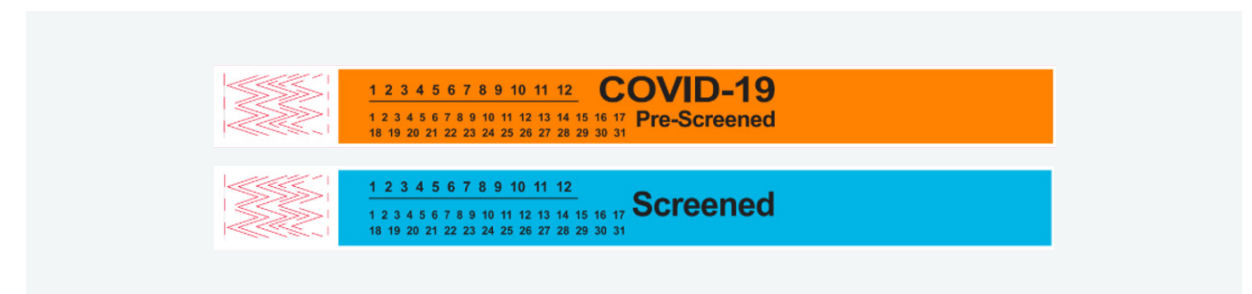 1 2 3 4 5 6 7 8 9 10 11 12
COVID-19
Pre-Screened
1 2 3 4 5 6 7 8 9 10 11 12 13 14 15 16 17
18 19 20 21 22 23 24 25 26 27 28 29 30 31
1 2 3 4 5 6 7 8 9 10 11 12
Screened
1 2 3 4 5 6 7 8 9 10 11 12 13 14 15 16 17
18 19 20 21 22 23 24 25 26 27 28 29 30 31